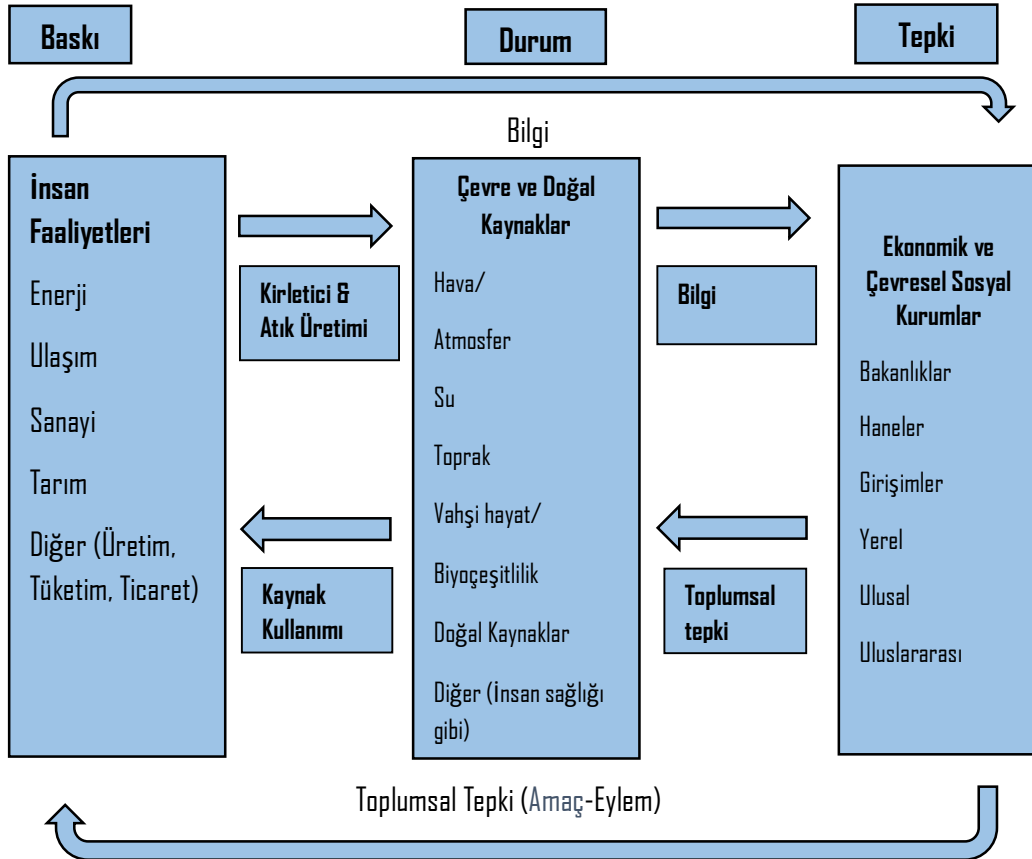 Baskı
Durum
Tepki
Bilgi
İnsan
Faaliyetleri
Enerji
Ulaşım
Sanayi
Tarım
Diğer (Üretim,
Tüketim, Ticaret)
Kirletici &
Atık Üretimi
Kaynak
Kullanımı
Çevre ve Doğal
Kaynaklar
Hava/
Atmosfer
Su
Toprak
Vahşi hayat/
Biyoçeşitlilik
Doğal Kaynaklar
Diğer (İnsan sağlığı
gibi)
Bilgi
Toplumsal
tepki
Ekonomik ve
Çevresel Sosyal
Kurumlar
Bakanlıklar
Haneler
Girişimler
Yerel
Ulusal
Uluslararası
Toplumsal Tepki (Amaç-Eylem)